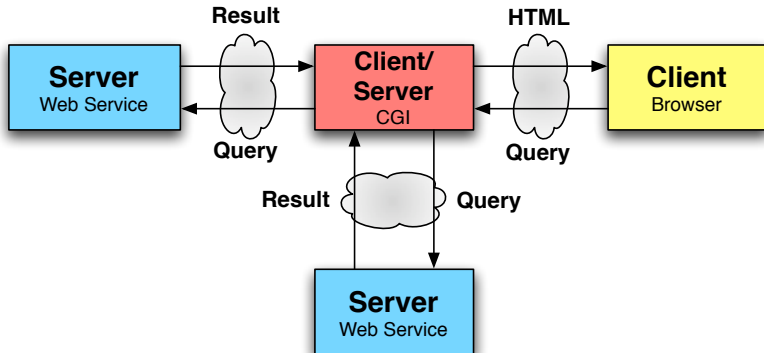 Result
HTML
Server
Web Service
Client/
Server
CGI
Client
Browser
Query
Query
Result
Query
Server
Web Service